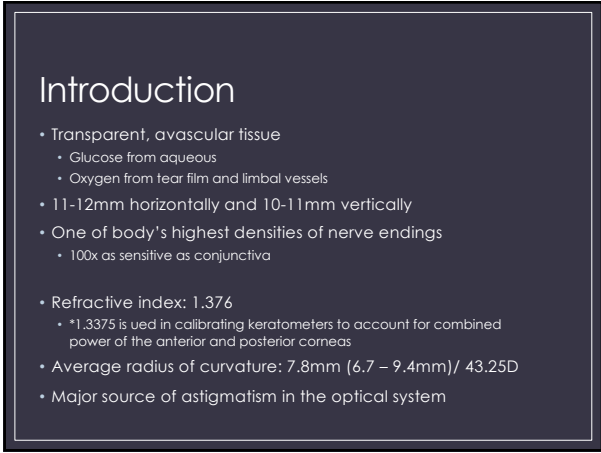 Introduction
• Transparent, avascular tissue
• Glucose from aqueous
• Oxygen from tear film and limbal vessels
• 11-12mm horizontally and 10-11mm vertically
• One of body's highest densities of nerve endings
• 100x as sensitive as conjunctiva
• Refractive index: 1.376
• *1.3375 is ued in calibrating keratometers to account for combined
power of the anterior and posterior corneas
• Average radius of curvature: 7.8mm (6.7 – 9.4mm)/ 43.25D
• Major source of astigmatism in the optical system